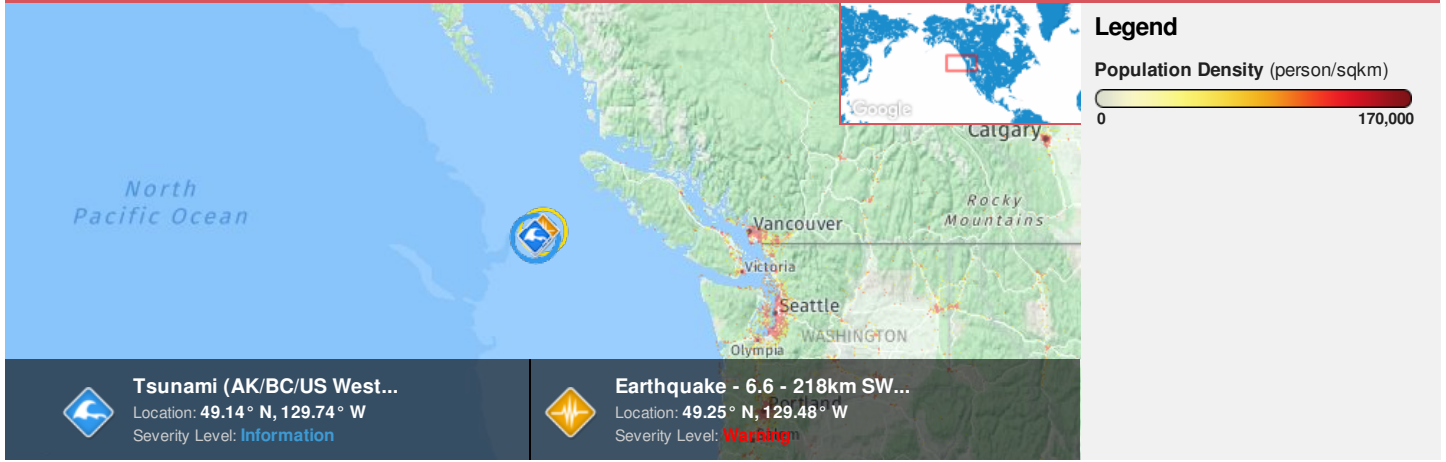 Google
Calgary
North
Pacific Ocean
Rocky
Mountains
Vancouver
Victoria
Seattle
WASHINGTON
Olympia
Portland
Legend
Population Density (person/sqkm)
0 170,000
Tsunami (AK/BC/US West...
Location: 49.14° N, 129.74° W
Severity Level: Information
Earthquake - 6.6 - 218km SW...
Location: 49.25° N, 129.48° W
Severity Level: Warning